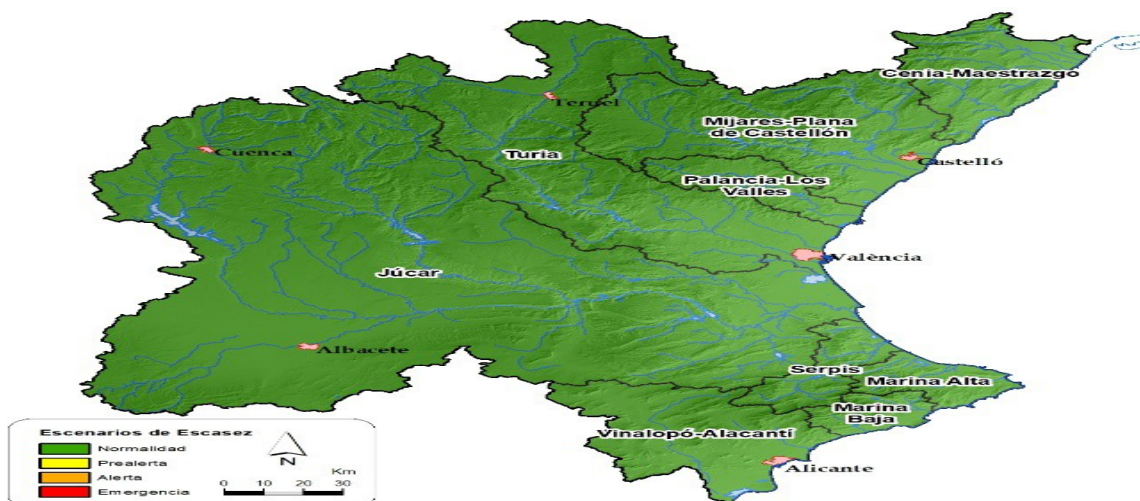 Cenia-Maestrazgo
Teruel
Mijares-Plana
de Castellón
Cuenca
Turia
Castelló
Palancia-Los
Valles
València
Júcar
Albacete
Serpis
Marina Alta
Marina
Baja
Vinalopó-Alacantí
Alicante
Escenarios de Escasez
Normalidad
Prealerta
Alerta
Emergencia
N
Km
0 10 20 30